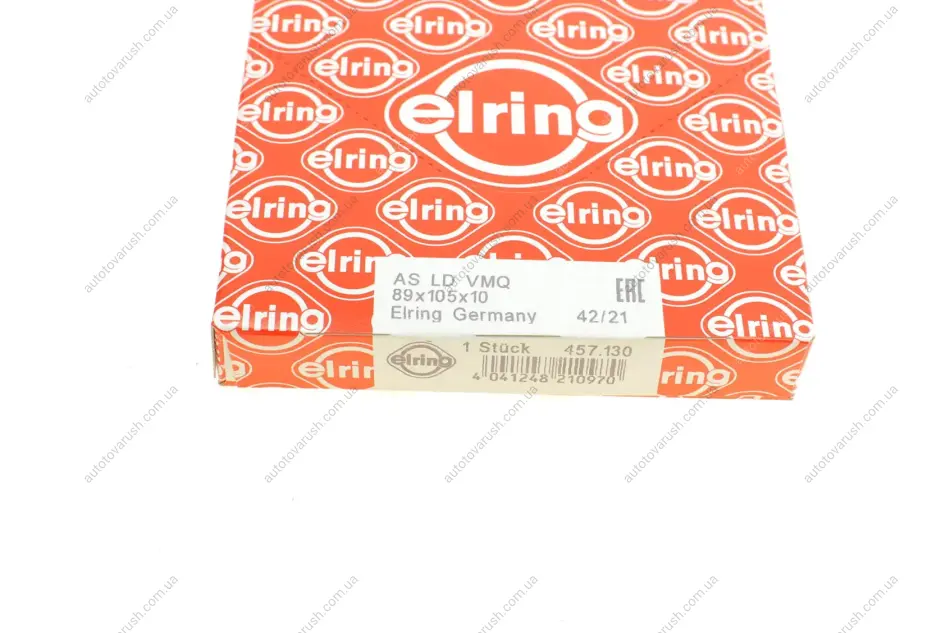 elring
AS LD VMQ
89x105x10
Elring Germany 42/21
EAC
elring
1 Stück 457.130
4 041248 210970
autotovarush.com.ua